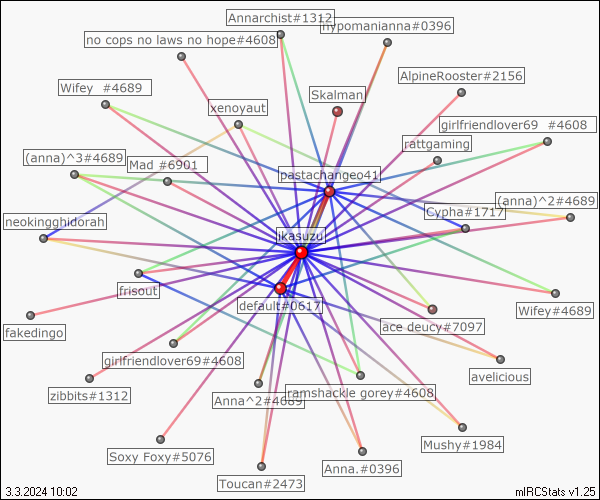 Annarchist#1312
nypomanianna#0396
no cops no laws no hope#4608
AlpineRooster#2156
Wifey #4689
Skalman
xenoyaut
girlfriendlover69 #4608
rattgaming
(anna)^3#4689
Mad #6901
pastachangeo41
(anna)^2#4689
Cypha#1717
neokingghidorah
jkasuzu
frisout
default#0617
Wifey#4689
fakedingo
ace deucy#7097
girlfriendlover69#4608
avelicious
zibbits#1312
Anna^2#4689
ramshackle gorey#4608
Mushy#1984
Soxy Foxy#5076
Anna.#0396
Toucan#2473
3.3.2024 10:02
mIRCStats v1.25